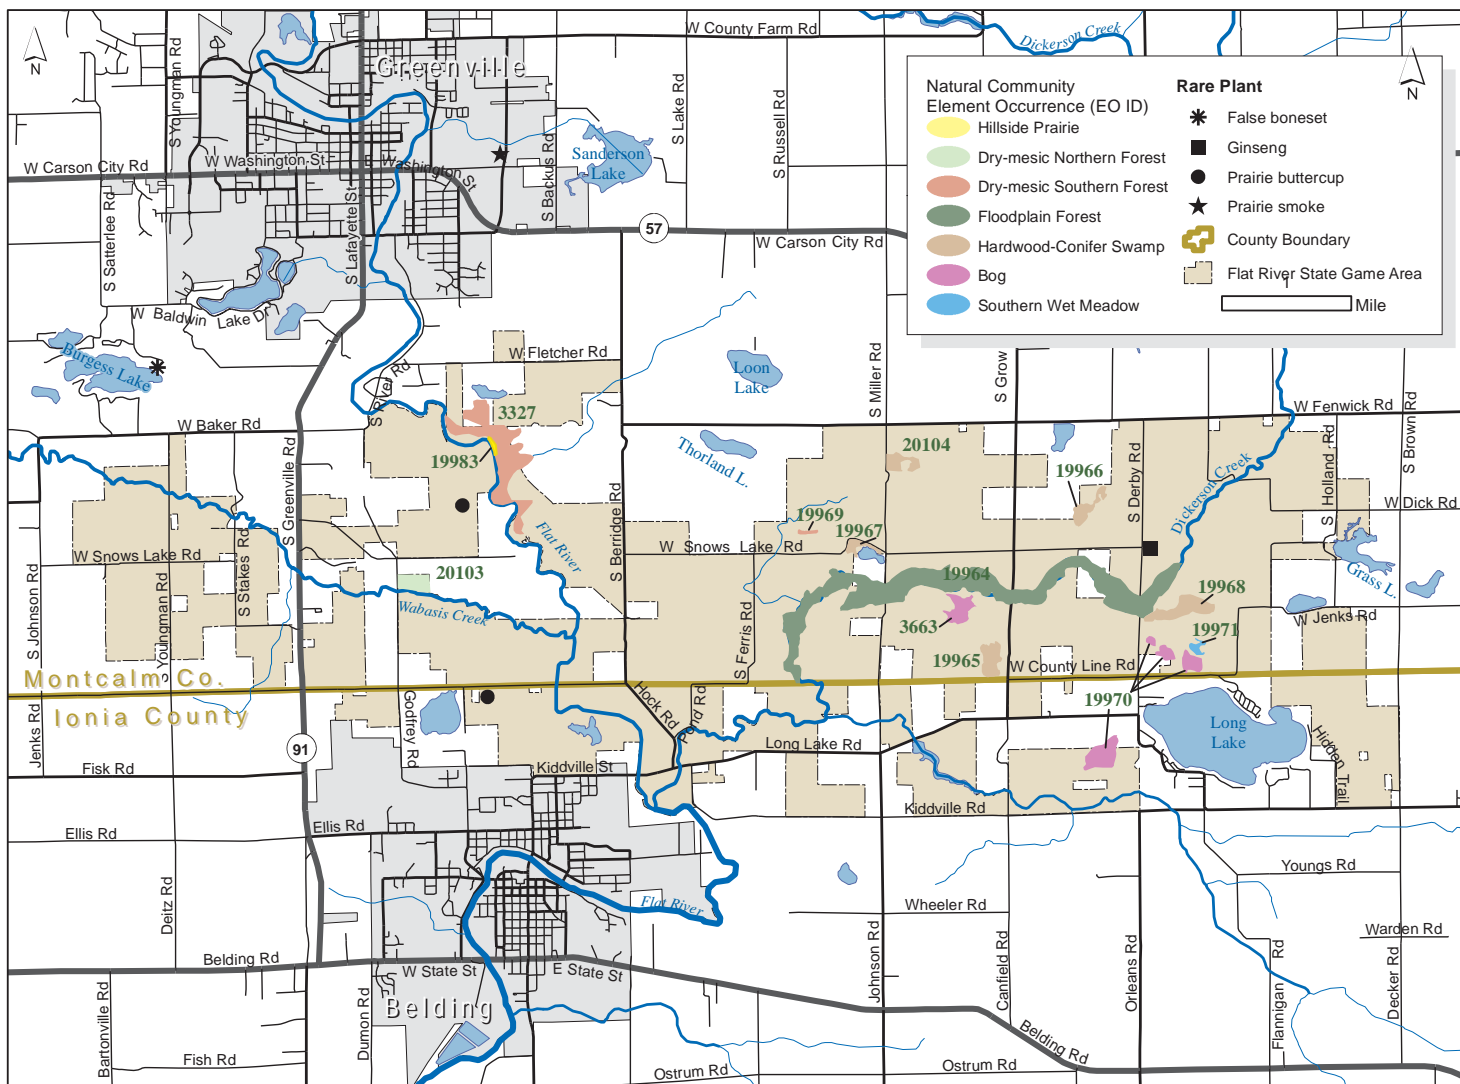 W County Farm Rd
Dickerson Creek
N
Greenville
S Youngman Rd
S Lake Rd
S Russell Rd
Natural Community
Element Occurrence (EO ID)
Hillside Prairie
Dry-mesic Northern Forest
Dry-mesic Southern Forest
Floodplain Forest
Hardwood-Conifer Swamp
Bog
Southern Wet Meadow
Rare Plant
False boneset
Ginseng
Prairie buttercup
Prairie smoke
County Boundary
Flat River State Game Area
1
Mile
N
W Carson City Rd
W Washington St
E Washington St
Sanderson
Lake
S Backus Rd
S Satterlee Rd
S Lafayette St
57
W Carson City Rd
W Baldwin Lake Dr
Burgess Lake
W Fletcher Rd
S River Rd
Loon
Lake
S Miller Rd
S Grow
W Baker Rd
3327
19983
W Fenwick Rd
S Brown Rd
Thorland L.
20104
19966
S Greenville Rd
S Berridge Rd
S Derby Rd
Dickerson Creek
S Holland Rd
W Dick Rd
19969
19967
Flat River
W Snows Lake Rd
S Stakes Rd
W Snows Lake Rd
20103
Wabasis Creek
19964
Grass L.
S Johnson Rd
S Youngman Rd
19968
3663
W Jenks Rd
S Ferris Rd
19971
19965
W County Line Rd
Montcalm Co.
Ionia County
19970
Hock Rd
Pond Rd
Godfrey Rd
Jenks Rd
91
Long Lake Rd
Long
Lake
Hidden Trail
Fisk Rd
Kiddville St
Kiddville Rd
Ellis Rd
Ellis Rd
Youngs Rd
Flat River
Wheeler Rd
Deitz Rd
Warden Rd
Belding Rd
W State St
E State St
Johnson Rd
Canfield Rd
Orleans Rd
Flannigan Rd
Decker Rd
Belding
Bartonville Rd
Dumon Rd
Belding Rd
Fish Rd
Ostrum Rd
Ostrum Rd